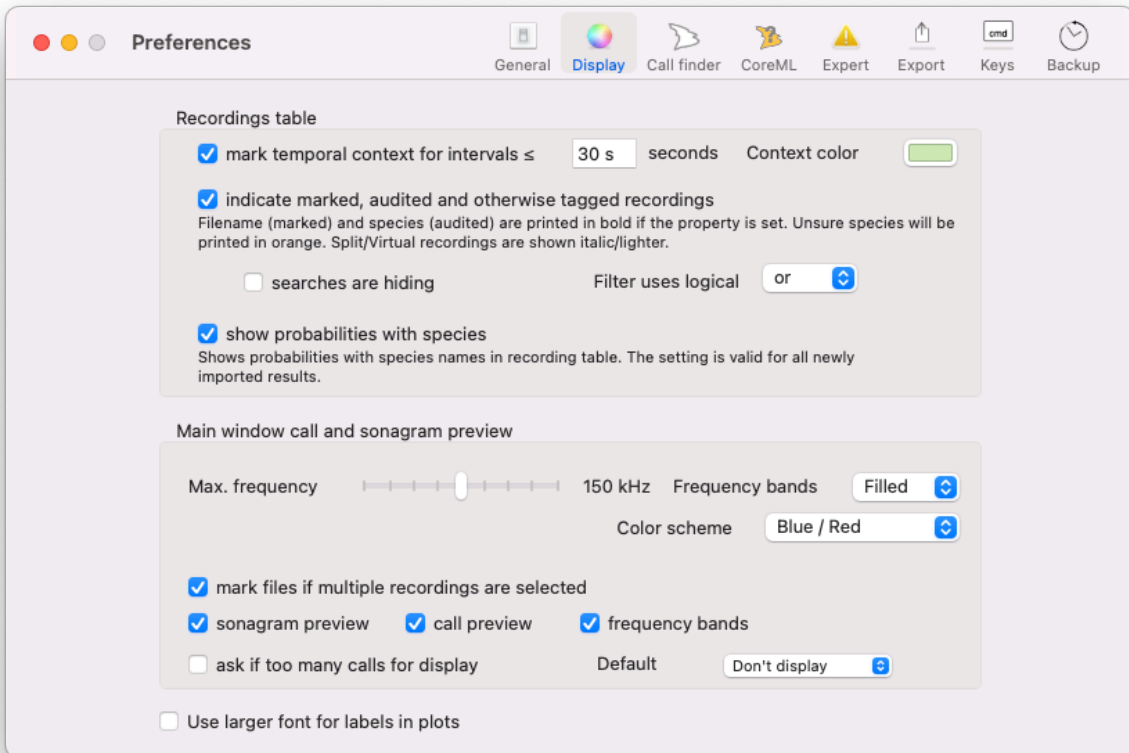 Preferences
General Display Call finder CoreML Expert Export cmd Keys Backup
Recordings table
mark temporal context for intervals ≤ 30 s seconds Context color
indicate marked, audited and otherwise tagged recordings
Filename (marked) and species (audited) are printed in bold if the property is set. Unsure species will be
printed in orange. Split/Virtual recordings are shown italic/lighter.
searches are hiding Filter uses logical or
show probabilities with species
Shows probabilities with species names in recording table. The setting is valid for all newly
imported results.
Main window call and sonagram preview
Max. frequency 150 kHz Frequency bands Filled
Color scheme Blue / Red
mark files if multiple recordings are selected
sonagram preview call preview frequency bands
ask if too many calls for display Default Don't display
Use larger font for labels in plots